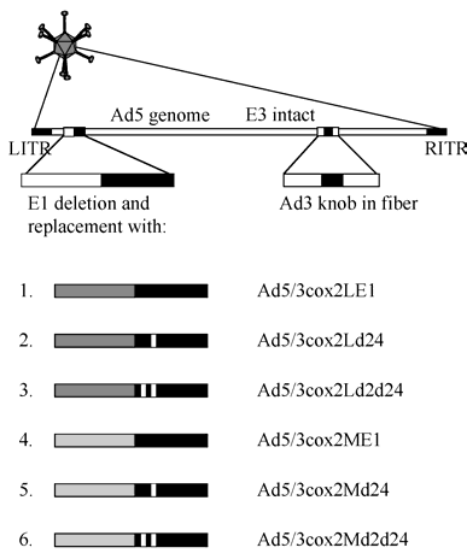 Ad5 genome E3 intact
LITR RITR
E1 deletion and
replacement with:
Ad3 knob in fiber
1. Ad5/3cox2LE1
2. Ad5/3cox2Ld24
3. Ad5/3cox2Ld2d24
4. Ad5/3cox2ME1
5. Ad5/3cox2Md24
6. Ad5/3cox2Md2d24